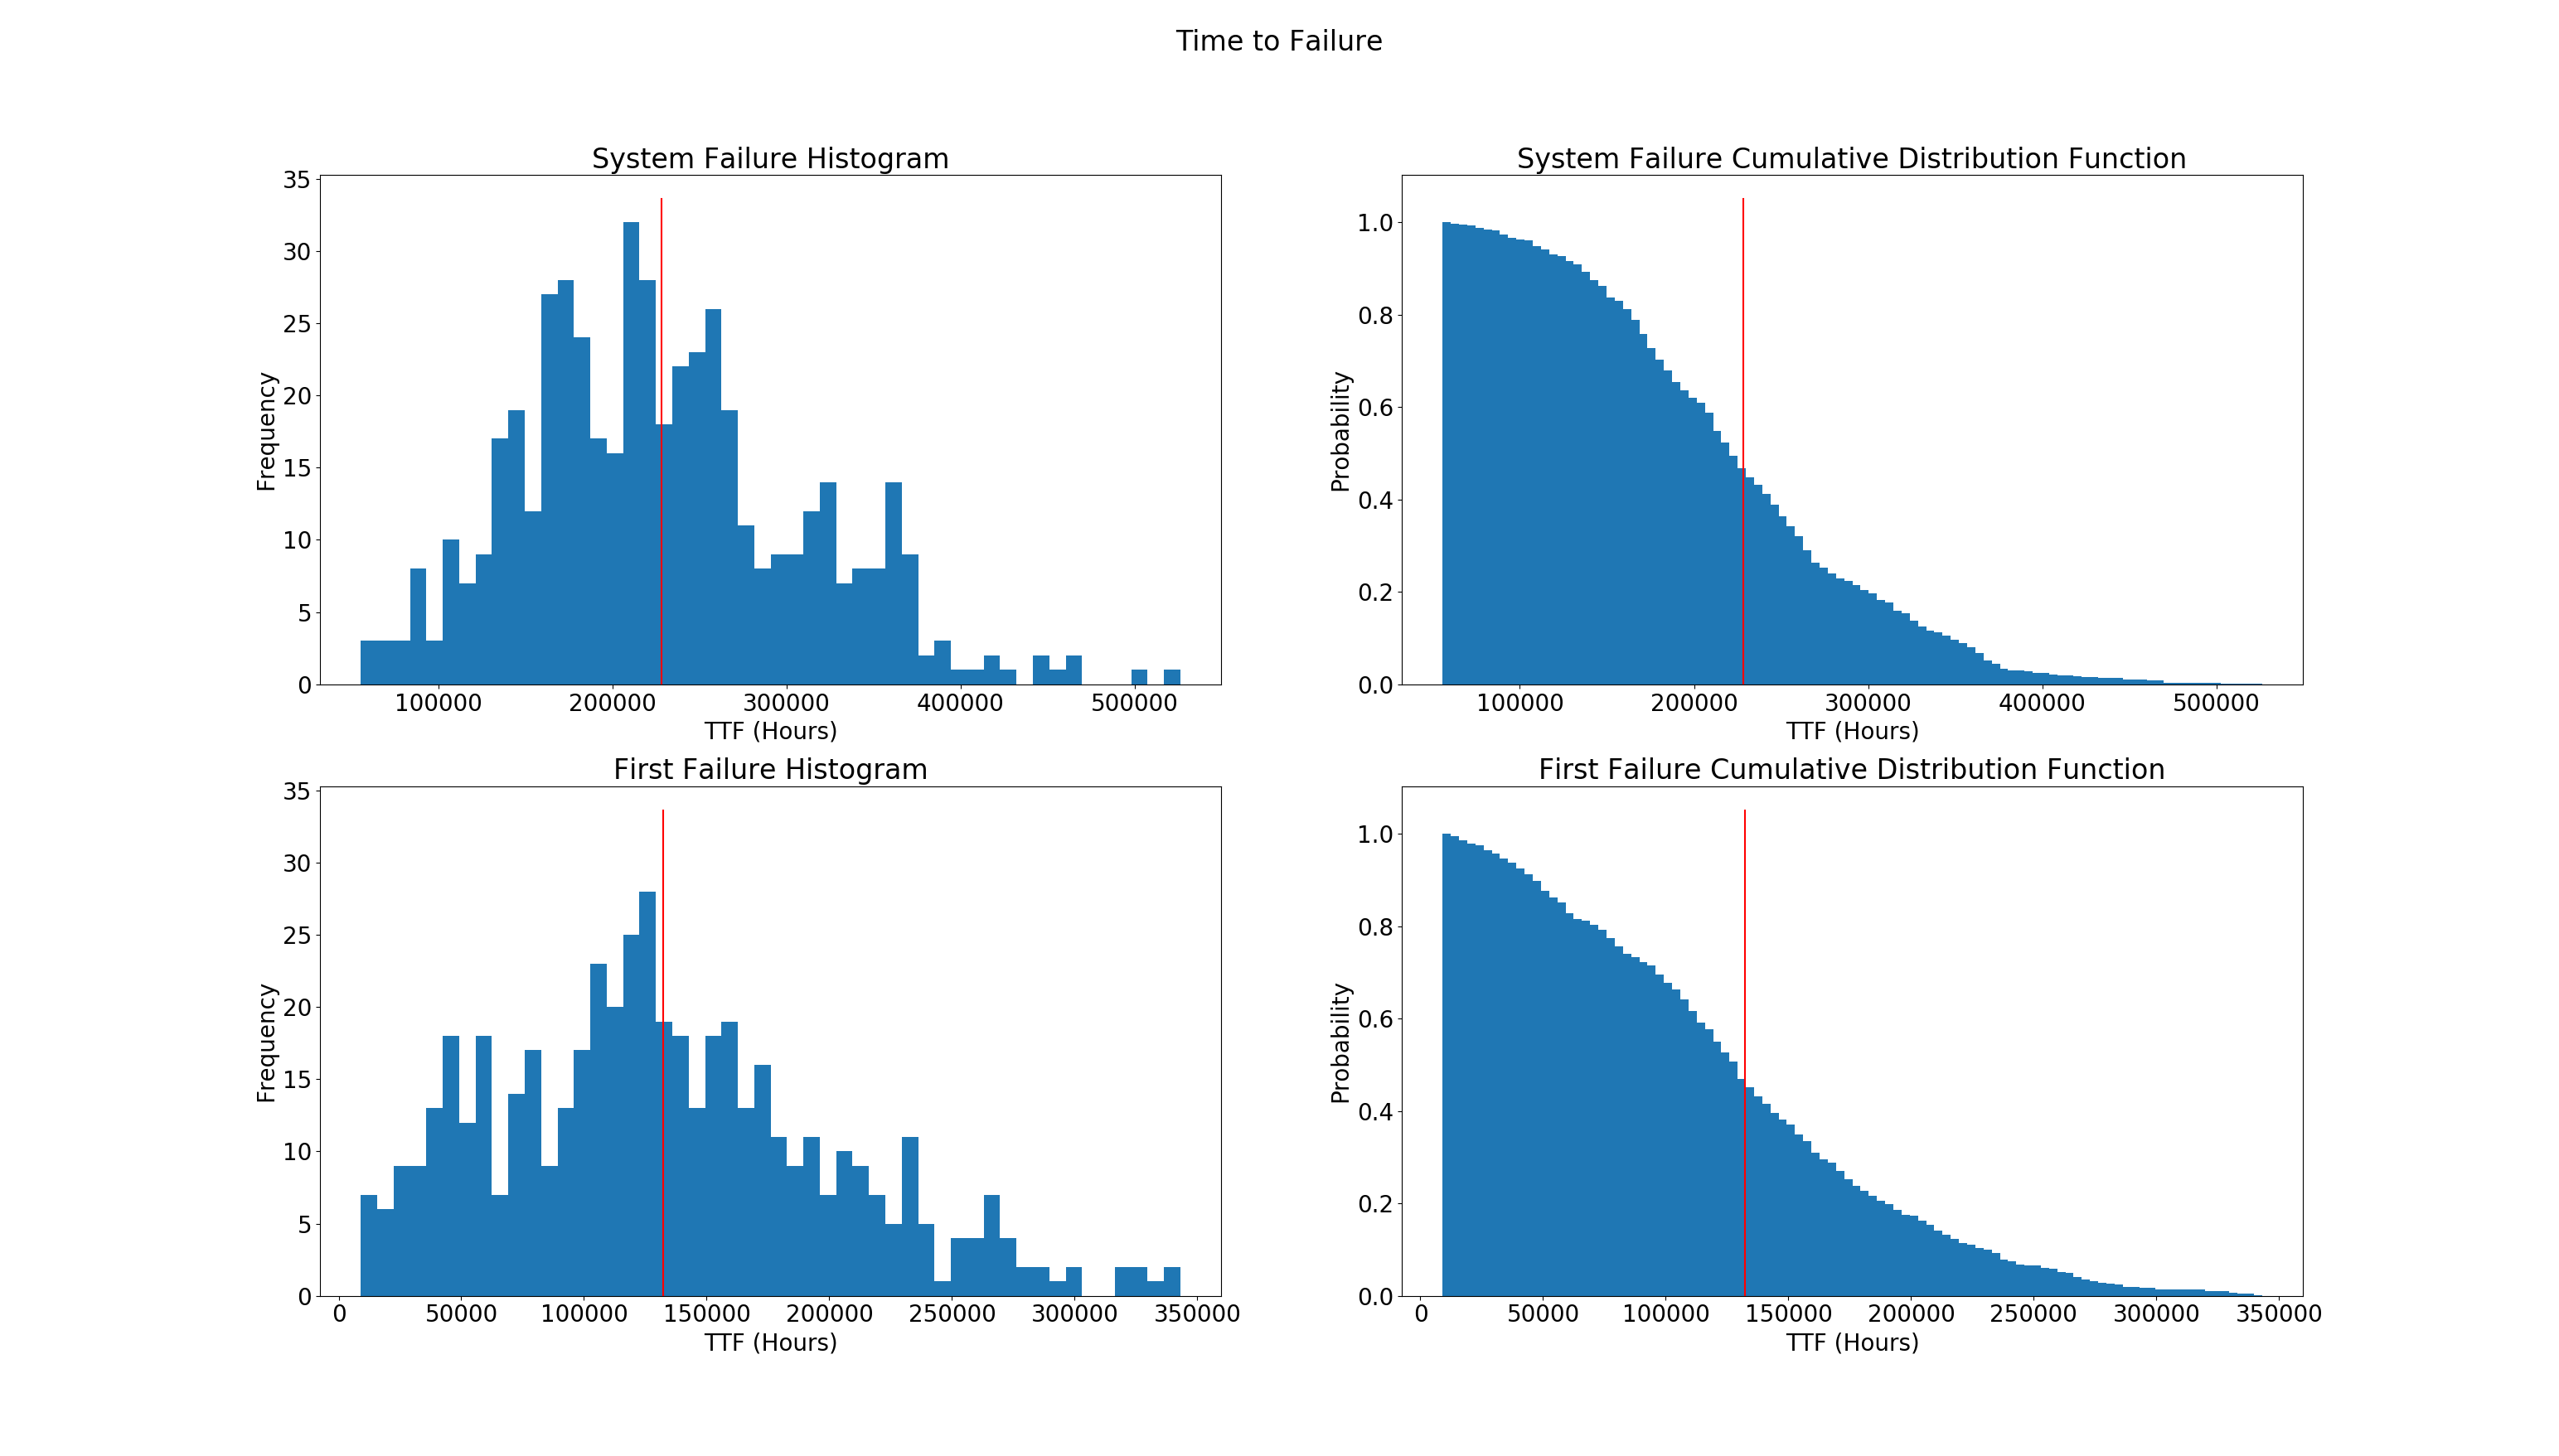 Time to Failure
System Failure Histogram
35
30
25
20
15
10
5
0
Frequency
100000 200000 300000 400000 500000
TTF (Hours)
System Failure Cumulative Distribution Function
1.0
0.8
0.6
0.4
0.2
0.0
Probability
100000 200000 300000 400000 500000
TTF (Hours)
First Failure Histogram
35
30
25
20
15
10
5
0
Frequency
0 50000 100000 150000 200000 250000 300000 350000
TTF (Hours)
First Failure Cumulative Distribution Function
1.0
0.8
0.6
0.4
0.2
0.0
Probability
0 50000 100000 150000 200000 250000 300000 350000
TTF (Hours)